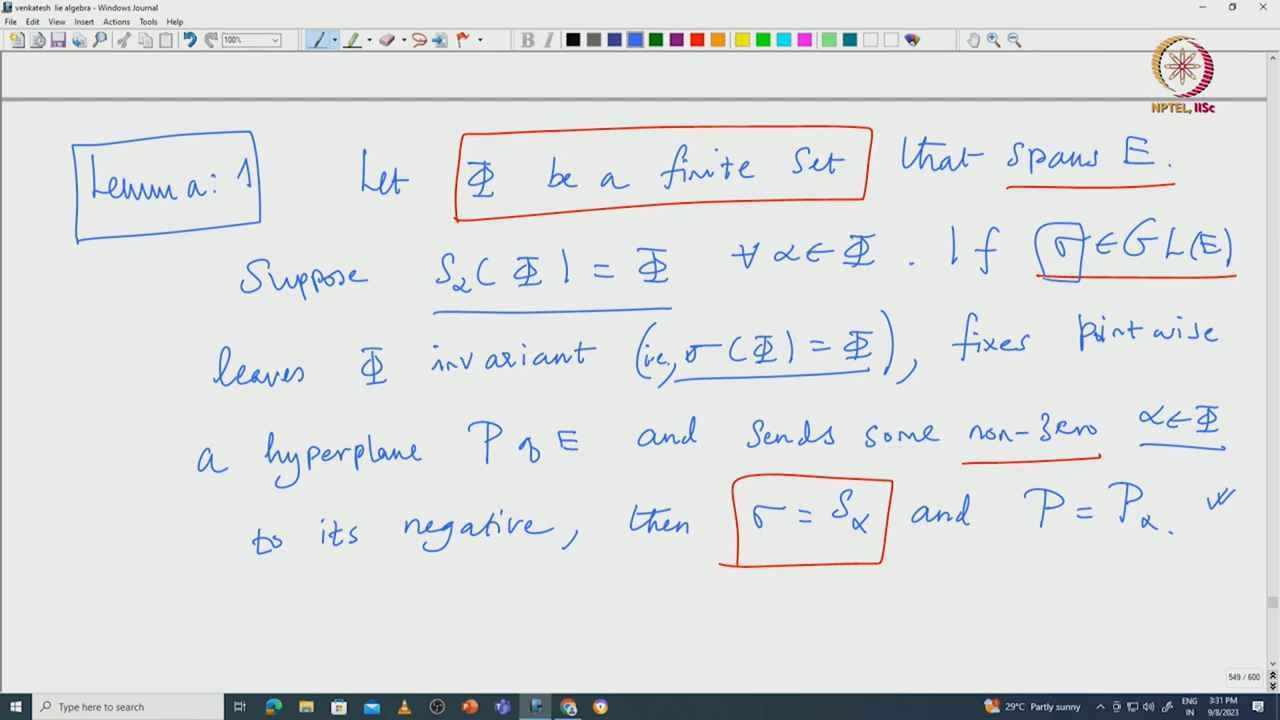 venkatesh lie algebra - Windows Journal
File Edit View Insert Actions Tools Help
100%
B I
NPTEL, IISc
Lemma: 1 Let Φ be a finite set that spans E.
Suppose S_α(Φ) = Φ ∀ α ∈ Φ. If σ ∈ GL(E)
leaves Φ invariant (ie, σ(Φ) = Φ), fixes pointwise
a hyperplane P of E and sends some non-zero α ∈ Φ
to its negative, then σ = S_α and P = P_α.
549 / 600
Type here to search
29°C Partly sunny
ENG
IN
3:31 PM
9/8/2023